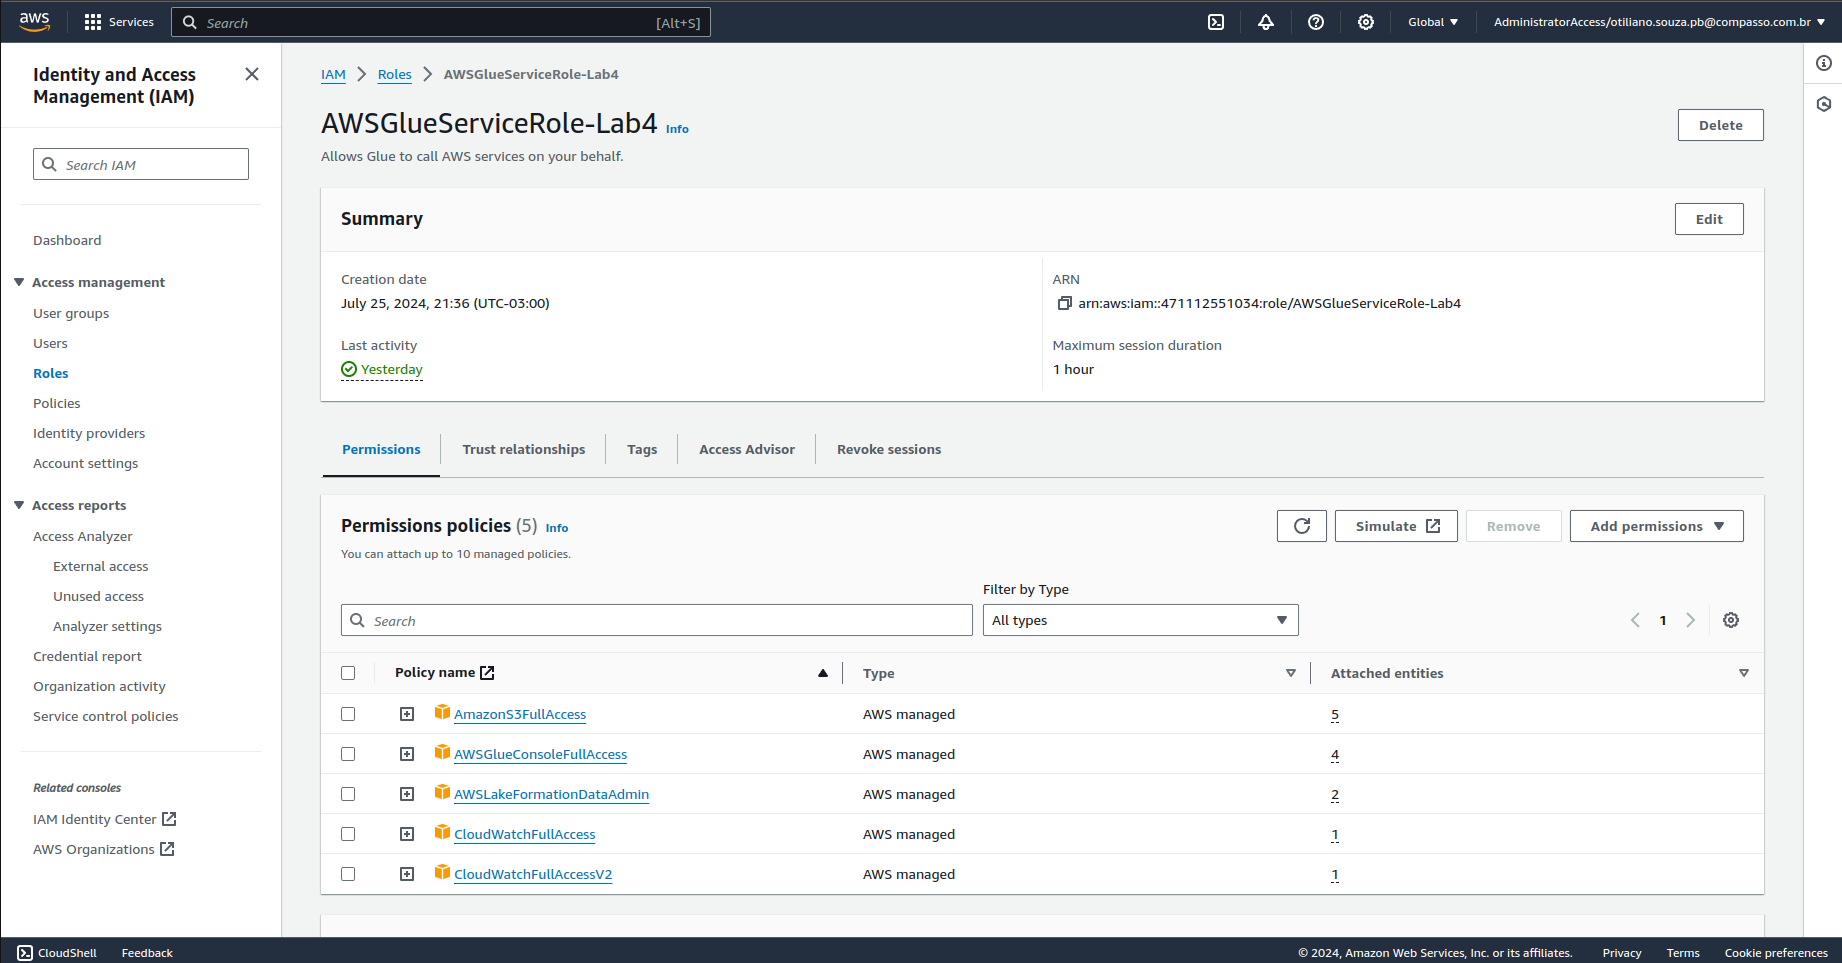 aws
Services
Search
[Alt+S]
Global
AdministratorAccess/otiliano.souza.pb@compasso.com.br
Identity and Access
Management (IAM)
Search IAM
Dashboard
Access management
User groups
Users
Roles
Policies
Identity providers
Account settings
Access reports
Access Analyzer
External access
Unused access
Analyzer settings
Credential report
Organization activity
Service control policies
Related consoles
IAM Identity Center
AWS Organizations
IAM
Roles
AWSGlueServiceRole-Lab4
AWSGlueServiceRole-Lab4 Info
Delete
Allows Glue to call AWS services on your behalf.
Summary
Edit
Creation date
July 25, 2024, 21:36 (UTC-03:00)
ARN
arn:aws:iam::471112551034:role/AWSGlueServiceRole-Lab4
Last activity
Yesterday
Maximum session duration
1 hour
Permissions
Trust relationships
Tags
Access Advisor
Revoke sessions
Permissions policies (5) Info
Simulate
Remove
Add permissions
You can attach up to 10 managed policies.
Filter by Type
Search
All types
1
Policy name
Type
Attached entities
AmazonS3FullAccess
AWS managed
5
AWSGlueConsoleFullAccess
AWS managed
4
AWSLakeFormationDataAdmin
AWS managed
2
CloudWatchFullAccess
AWS managed
1
CloudWatchFullAccessV2
AWS managed
1
CloudShell
Feedback
© 2024, Amazon Web Services, Inc. or its affiliates.
Privacy
Terms
Cookie preferences